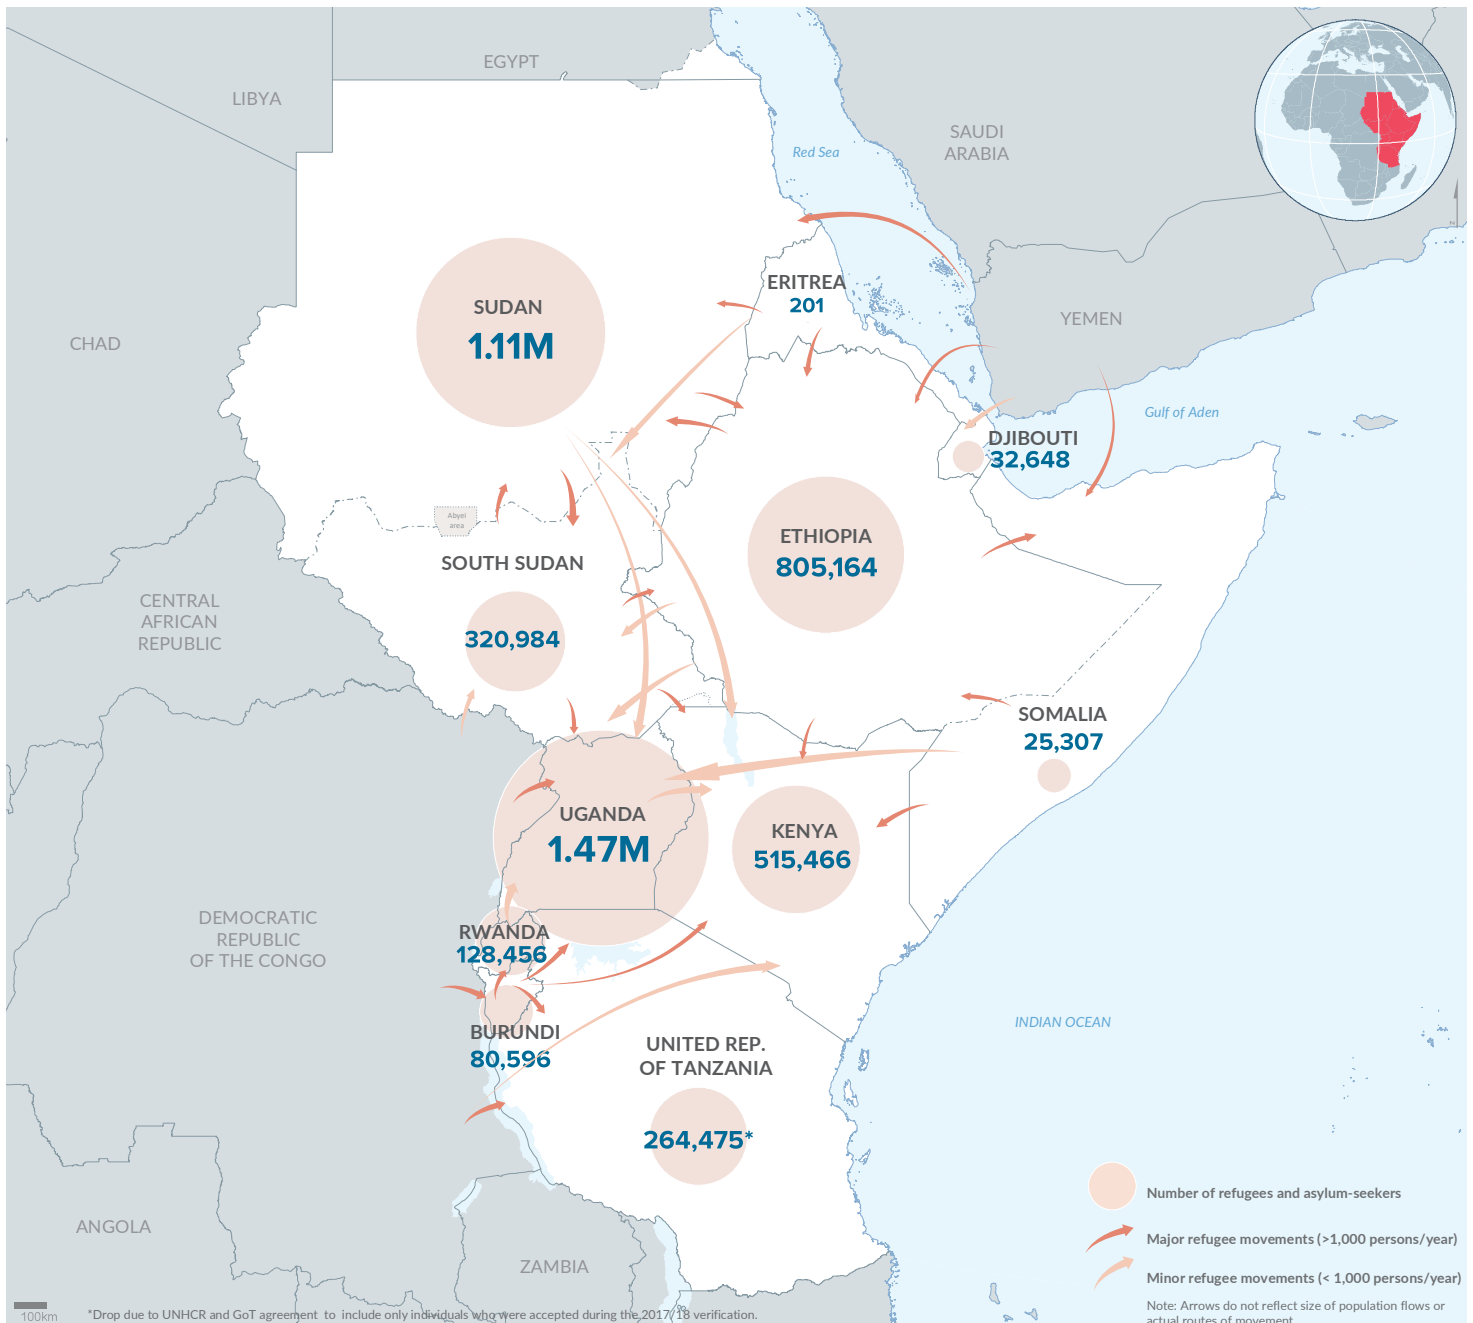 EGYPT
LIBYA
SAUDI
ARABIA
Red Sea
ERITREA
201
SUDAN
1.11M
YEMEN
CHAD
Gulf of Aden
DJIBOUTI
32,648
Abyei
area
ETHIOPIA
805,164
SOUTH SUDAN
320,984
CENTRAL
AFRICAN
REPUBLIC
SOMALIA
25,307
UGANDA
1.47M
KENYA
515,466
DEMOCRATIC
REPUBLIC
OF THE CONGO
RWANDA
128,456
BURUNDI
80,596
INDIAN OCEAN
UNITED REP.
OF TANZANIA
264,475*
ANGOLA
ZAMBIA
Number of refugees and asylum-seekers
Major refugee movements (>1,000 persons/year)
Minor refugee movements (< 1,000 persons/year)
Note: Arrows do not reflect size of population flows or
actual routes of movement
100km
*Drop due to UNHCR and GoT agreement to include only individuals who were accepted during the 2017/18 verification.